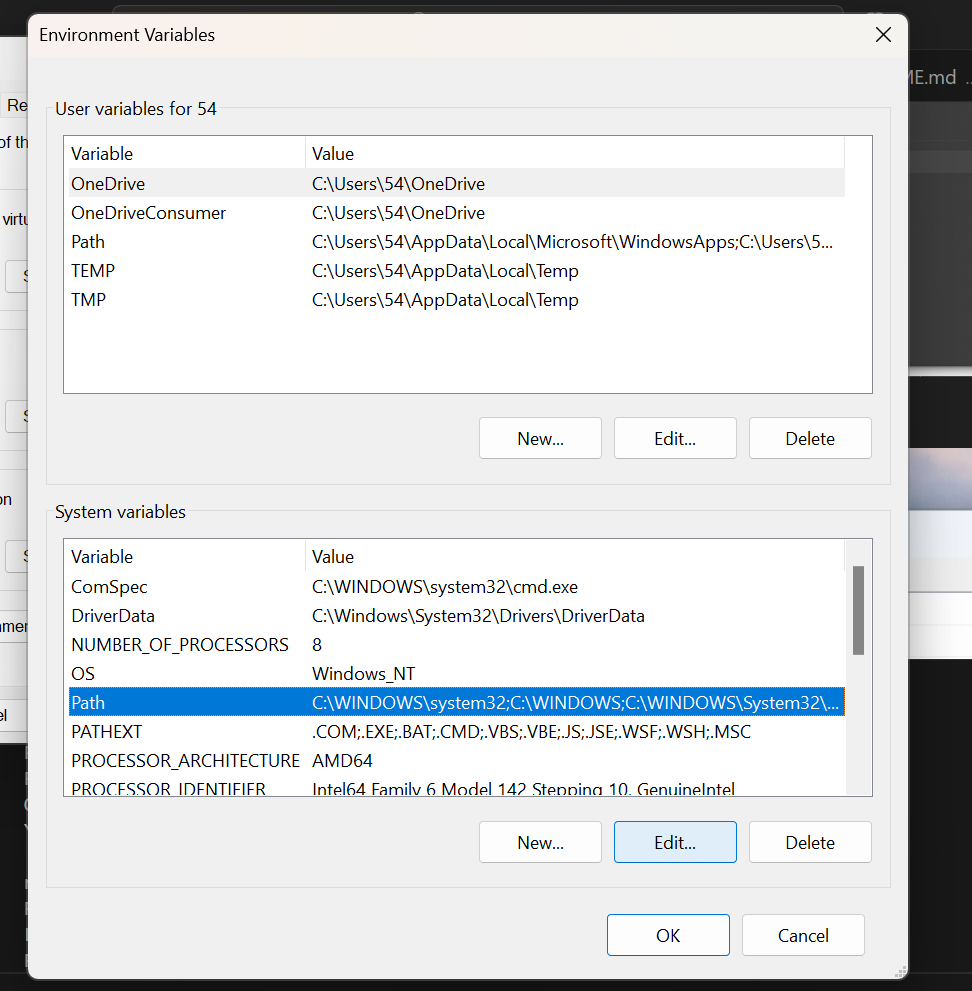 Environment Variables
ME.md ...
Re
User variables for 54
of th
Variable Value
OneDrive C:\Users\54\OneDrive
OneDriveConsumer C:\Users\54\OneDrive
virtu
Path C:\Users\54\AppData\Local\Microsoft\WindowsApps;C:\Users\5...
TEMP C:\Users\54\AppData\Local\Temp
TMP C:\Users\54\AppData\Local\Temp
New... Edit... Delete
on
System variables
Variable Value
ComSpec C:\WINDOWS\system32\cmd.exe
DriverData C:\Windows\System32\Drivers\DriverData
NUMBER_OF_PROCESSORS 8
OS Windows_NT
Path C:\WINDOWS\system32;C:\WINDOWS;C:\WINDOWS\System32\...
PATHEXT .COM;.EXE;.BAT;.CMD;.VBS;.VBE;.JS;.JSE;.WSF;.WSH;.MSC
PROCESSOR_ARCHITECTURE AMD64
PROCESSOR_IDENTIFIER Intel64 Family 6 Model 142 Stepping 10, GenuineIntel
New... Edit... Delete
OK Cancel